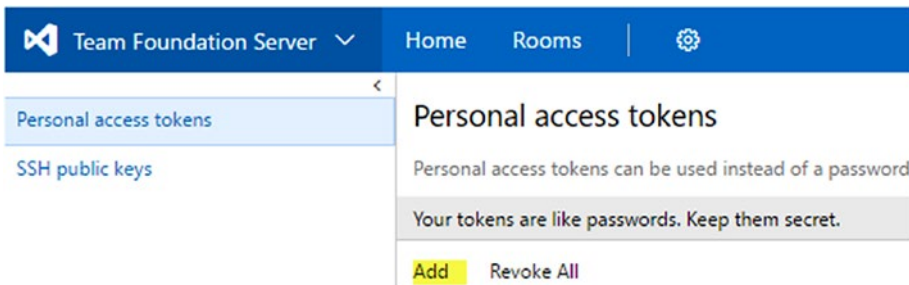 Team Foundation Server Home Rooms
Personal access tokens
SSH public keys
Personal access tokens
Personal access tokens can be used instead of a password
Your tokens are like passwords. Keep them secret.
Add Revoke All